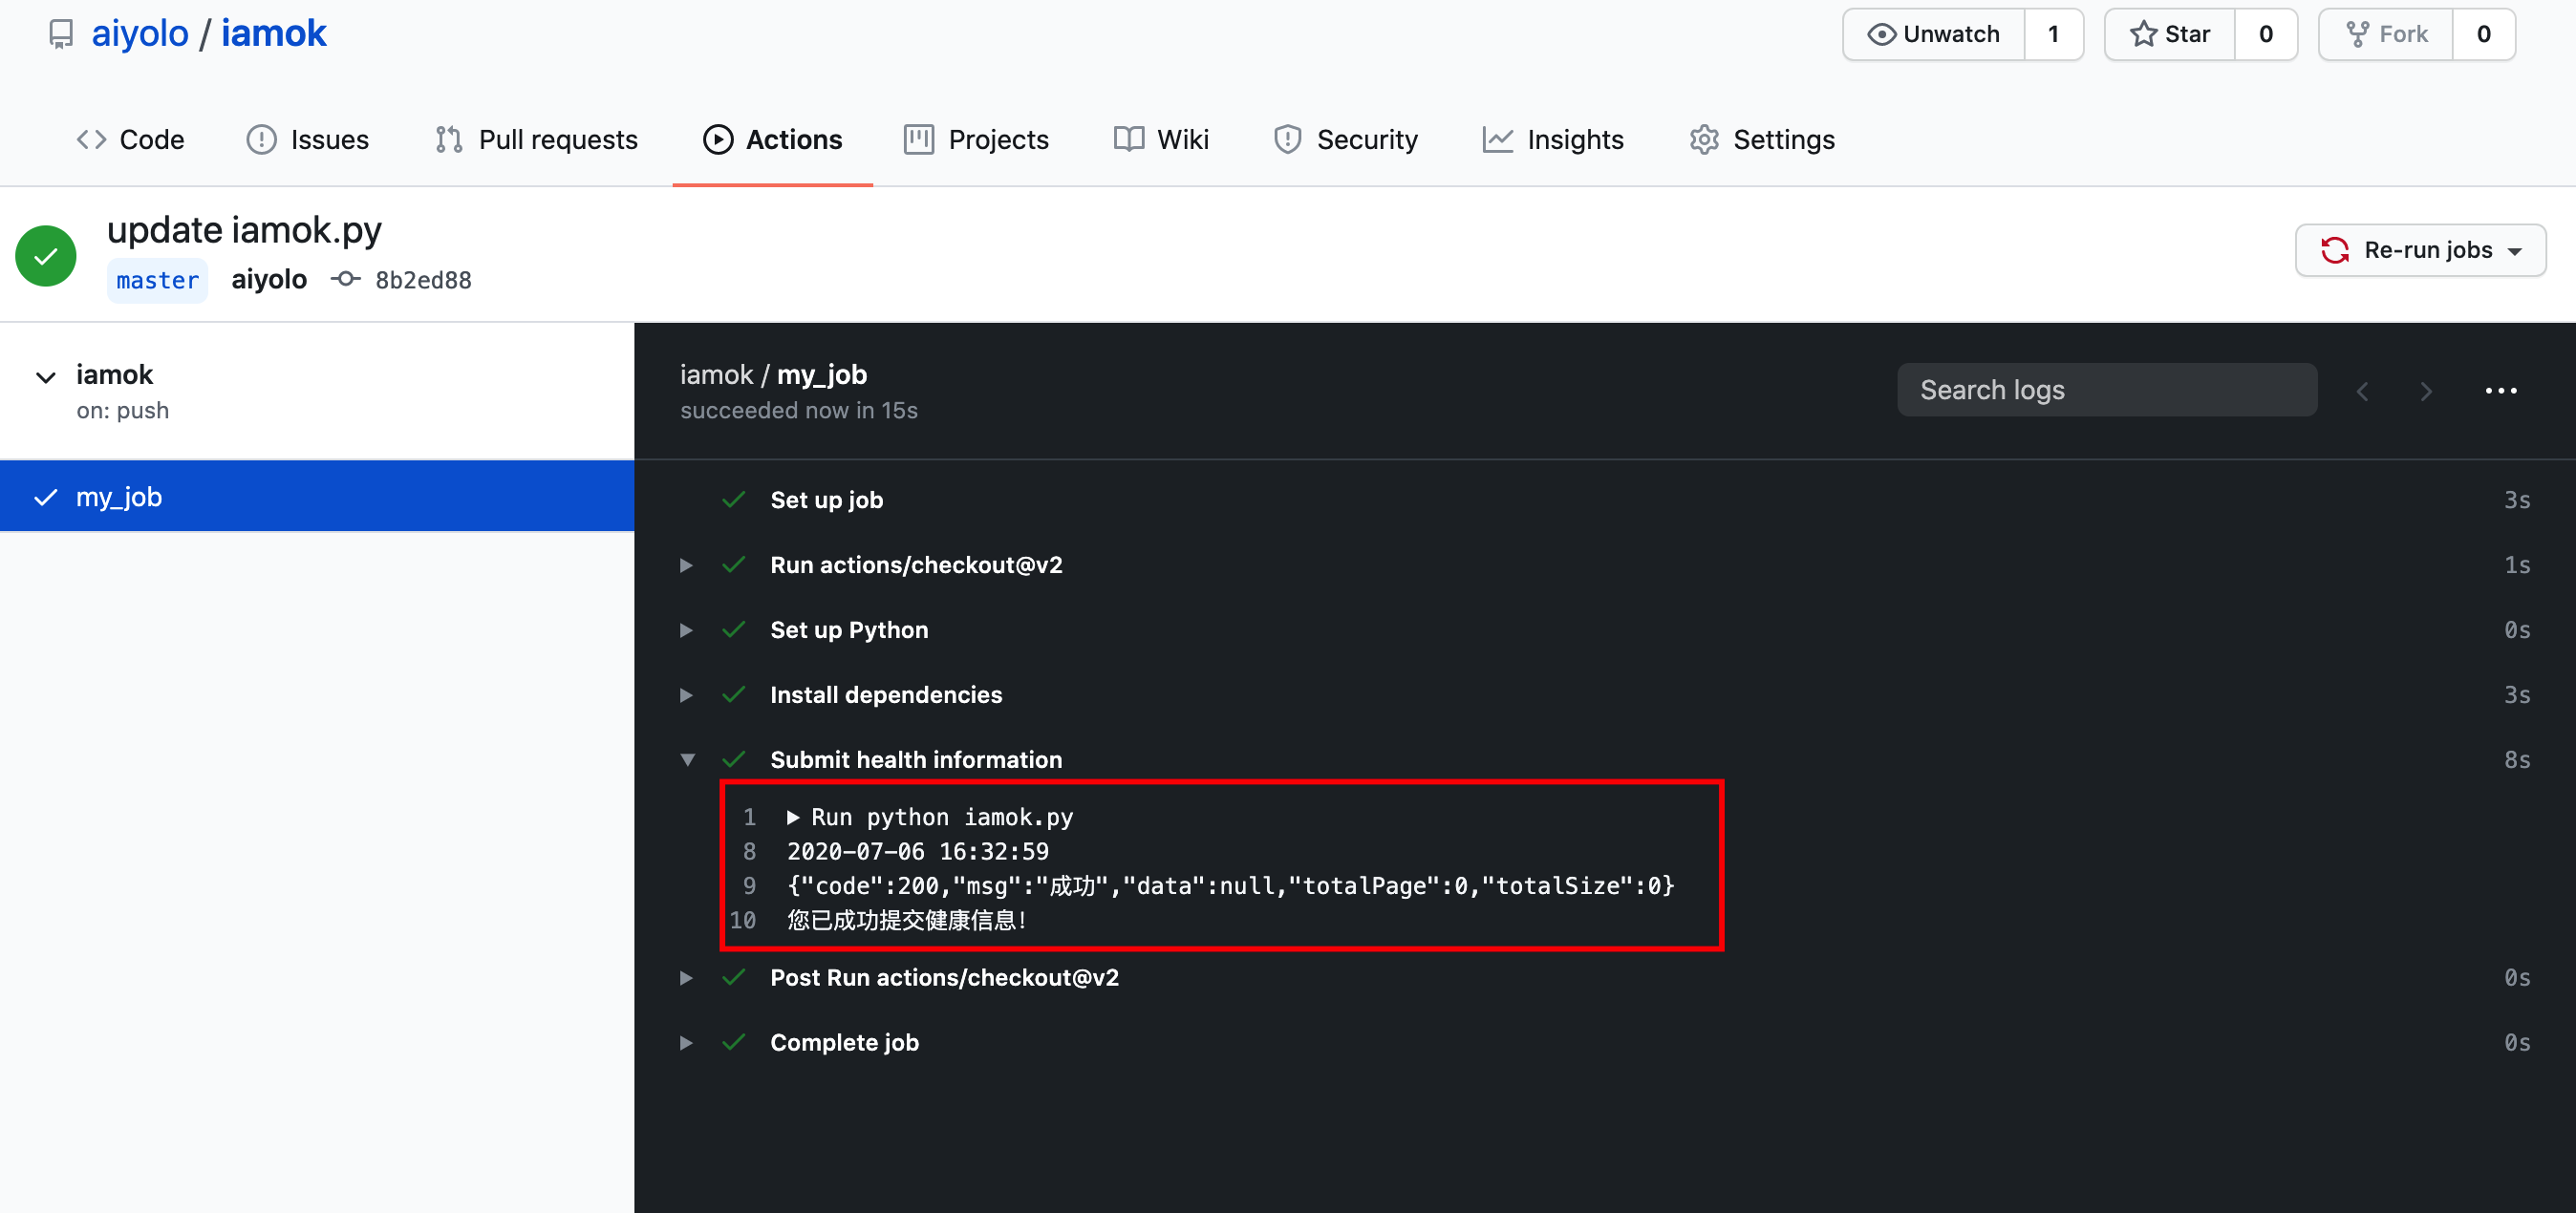 aiyolo / iamok
Unwatch 1 Star 0 Fork 0
Code Issues Pull requests Actions Projects Wiki Security Insights Settings
update iamok.py
master aiyolo 8b2ed88
Re-run jobs
iamok
on: push
my_job
iamok / my_job
succeeded now in 15s
Search logs
Set up job 3s
Run actions/checkout@v2 1s
Set up Python 0s
Install dependencies 3s
Submit health information 8s
1 Run python iamok.py
8 2020-07-06 16:32:59
9 {"code":200,"msg":"成功","data":null,"totalPage":0,"totalSize":0}
10 您已成功提交健康信息!
Post Run actions/checkout@v2 0s
Complete job 0s